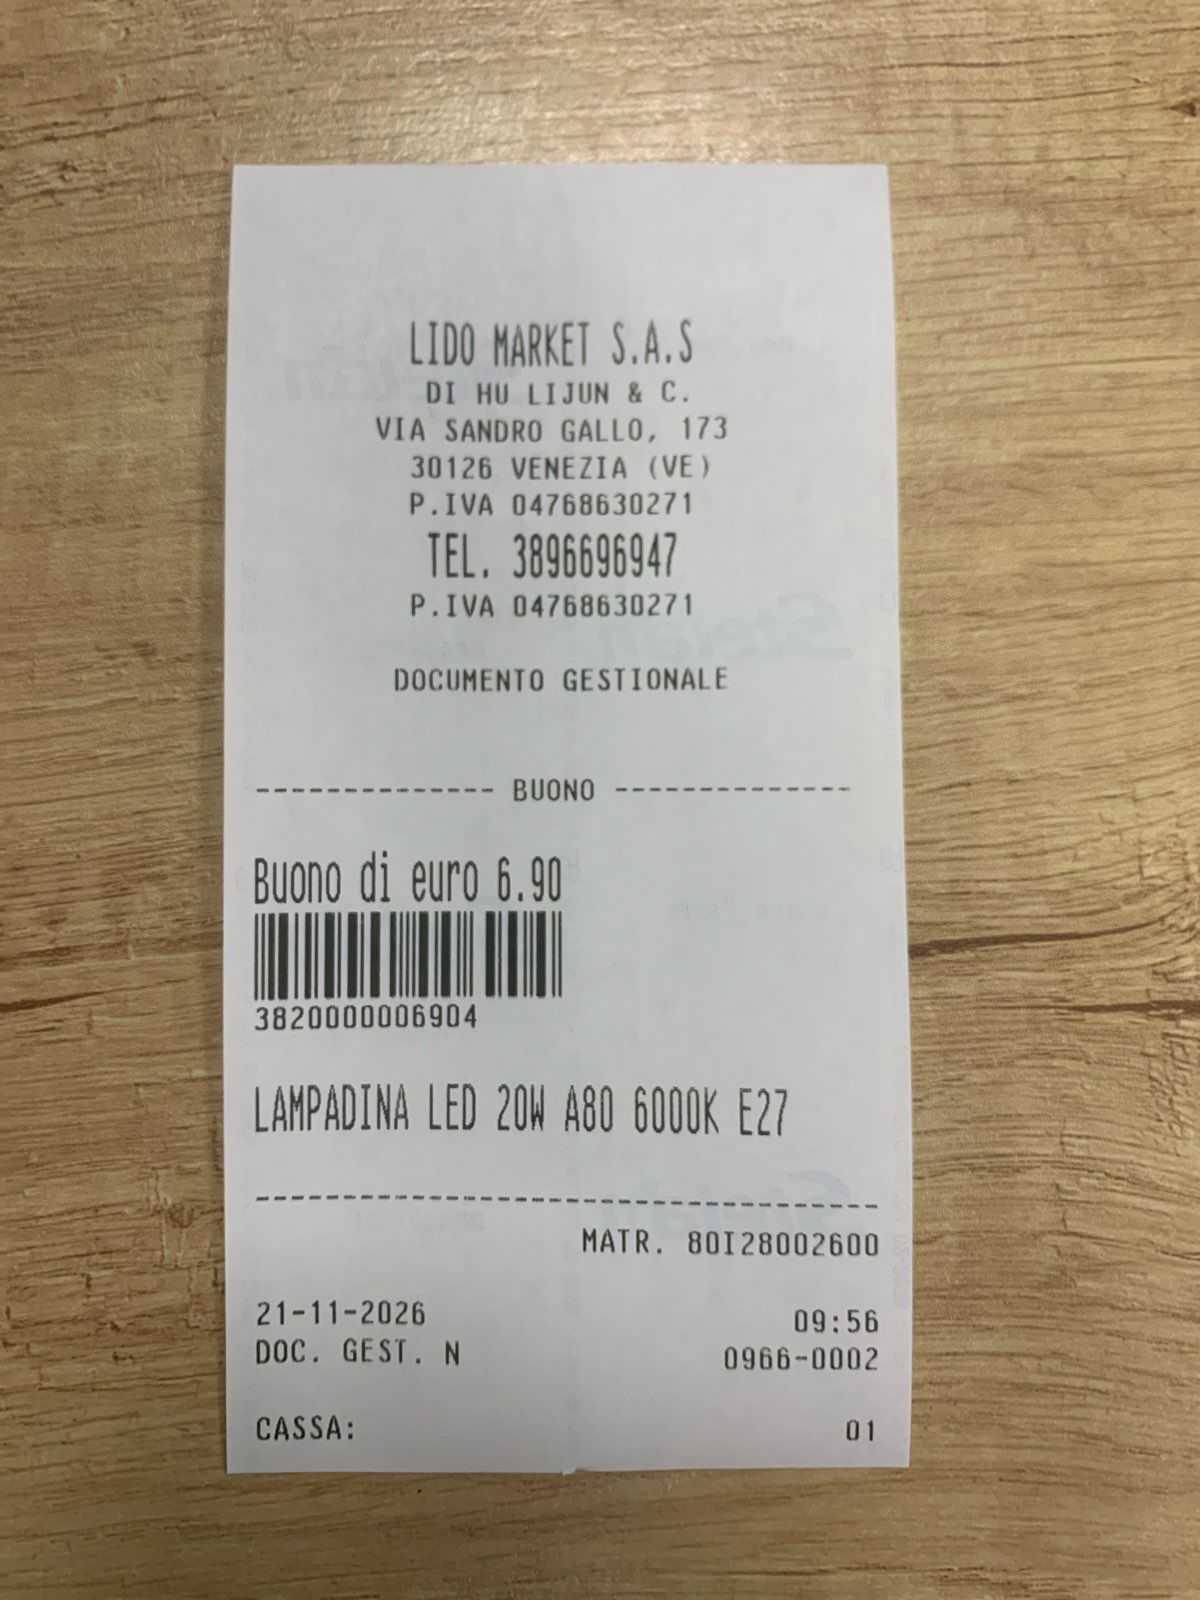 LIDO MARKET S.A.S
DI HU LIJUN & C.
VIA SANDRO GALLO, 173
30126 VENEZIA (VE)
P.IVA 04768630271
TEL. 3896696947
P.IVA 04768630271
DOCUMENTO GESTIONALE
-------------- BUONO --------------
Buono di euro 6.90
3820000006904
LAMPADINA LED 20W A80 6000K E27
MATR. 80I28002600
21-11-2026 09:56
DOC. GEST. N 0966-0002
CASSA: 01